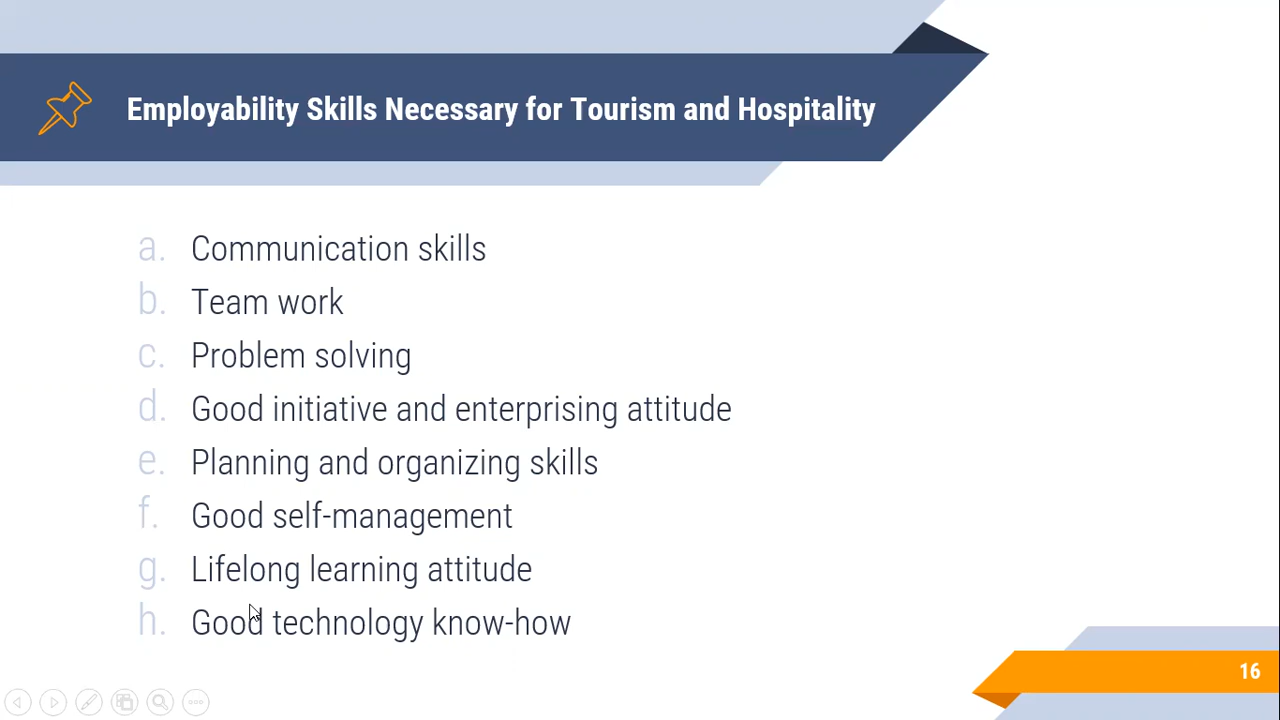 Employability Skills Necessary for Tourism and Hospitality
a. Communication skills
b. Team work
c. Problem solving
d. Good initiative and enterprising attitude
e. Planning and organizing skills
f. Good self-management
g. Lifelong learning attitude
h. Good technology know-how
16